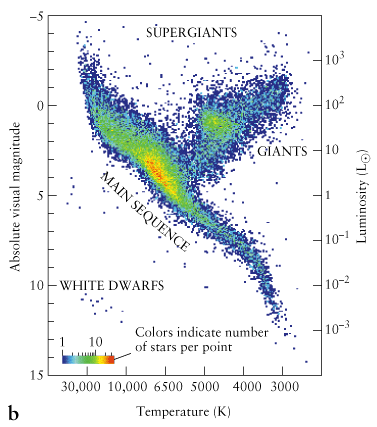 SUPERGIANTS
GIANTS
MAIN SEQUENCE
WHITE DWARFS
Colors indicate number
of stars per point
1 10
Absolute visual magnitude
−5
0
5
10
15
Luminosity (L☉)
10³
10²
10
1
10⁻¹
10⁻²
10⁻³
30,000 10,000 6500 5000 4000 3000
Temperature (K)
b